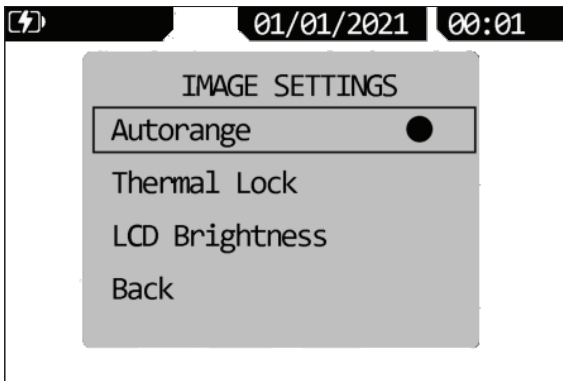 01/01/2021 00:01
IMAGE SETTINGS
Autorange
Thermal Lock
LCD Brightness
Back